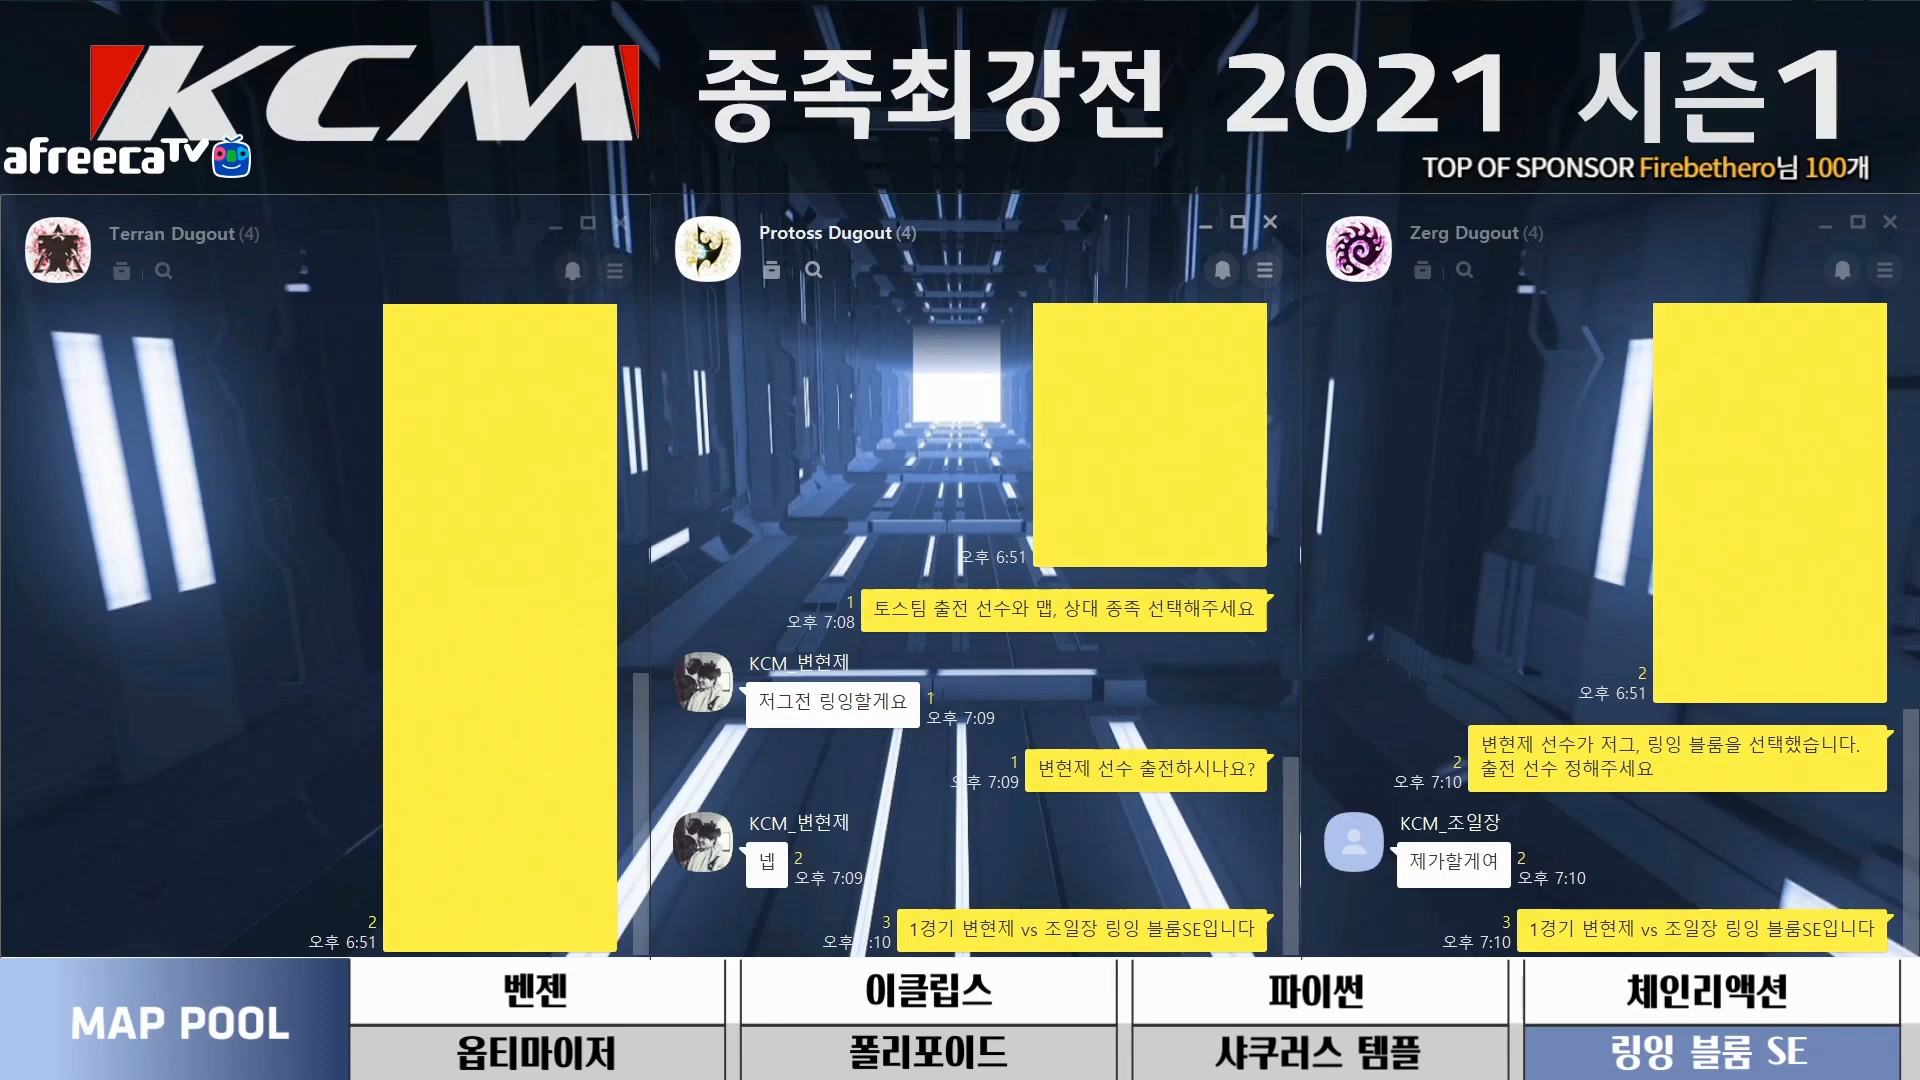 KCM 종족최강전 2021 시즌1
afreecaTV
TOP OF SPONSOR Firebethero님 100개
Terran Dugout (4)
2
오후 6:51
Protoss Dugout (4)
오후 6:51
토스팀 출전 선수와 맵, 상대 종족 선택해주세요
1
오후 7:08
KCM_변현제
저그전 링잉할게요
1
오후 7:09
변현제 선수 출전하시나요?
1
오후 7:09
KCM_변현제
넵
2
오후 7:09
1경기 변현제 vs 조일장 링잉 블룸SE입니다
3
오후 :10
Zerg Dugout (4)
2
오후 6:51
변현제 선수가 저그, 링잉 블룸을 선택했습니다.
출전 선수 정해주세요
2
오후 7:10
KCM_조일장
제가할게여
2
오후 7:10
1경기 변현제 vs 조일장 링잉 블룸SE입니다
3
오후 7:10
MAP POOL
벤젠
이클립스
파이썬
체인리액션
옵티마이저
폴리포이드
샤쿠러스 템플
링잉 블룸 SE